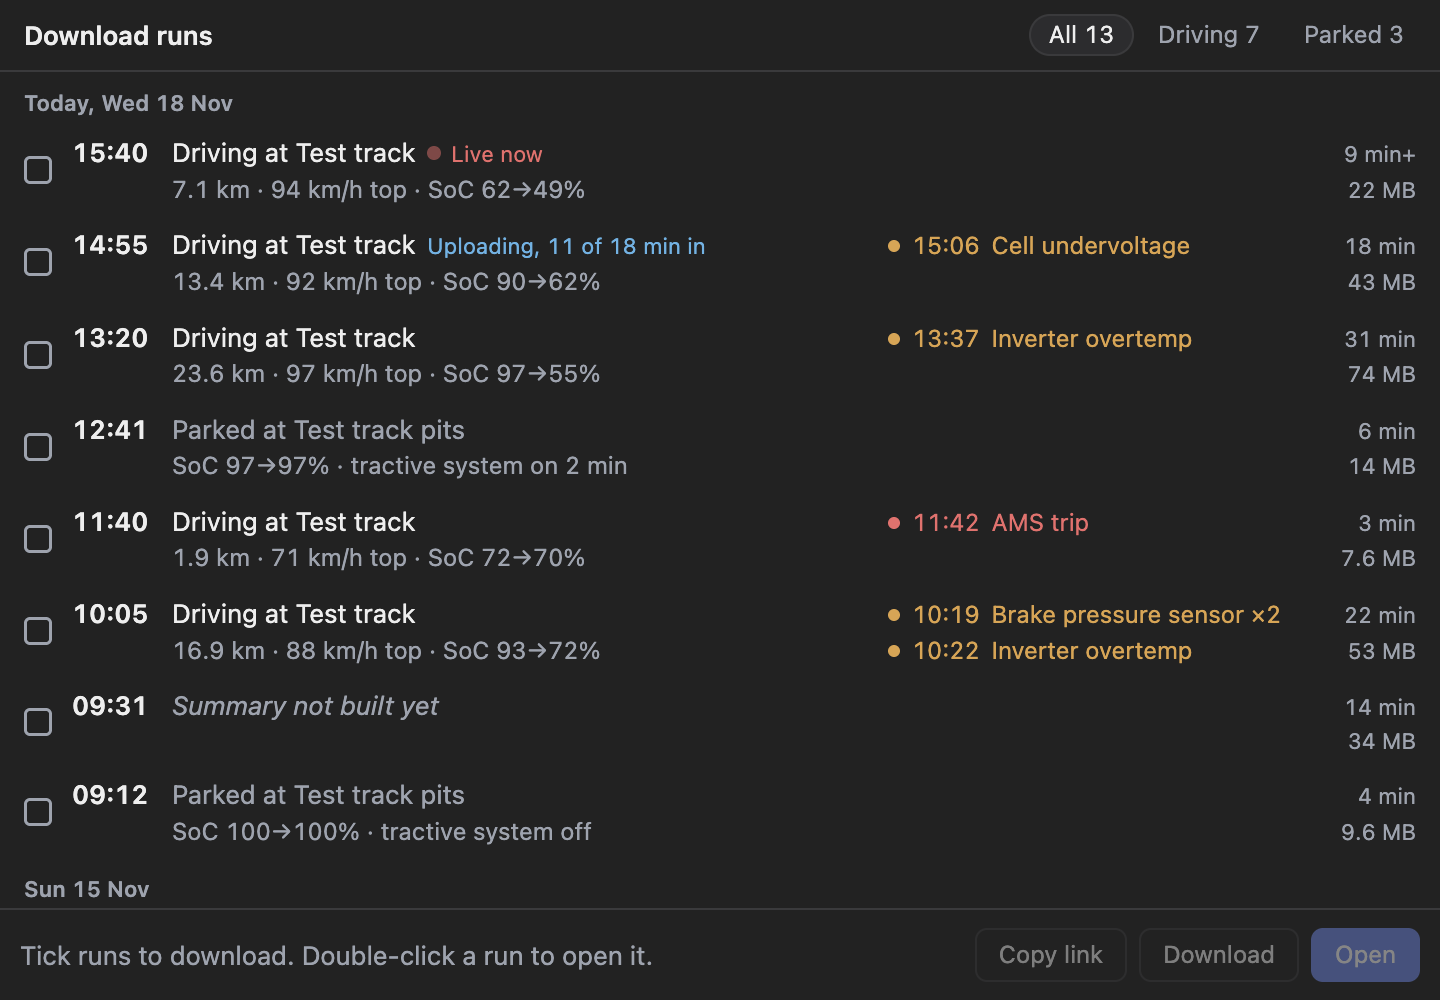 Download runs
All 13
Driving 7
Parked 3
Today, Wed 18 Nov
15:40 Driving at Test track Live now 9 min+
7.1 km · 94 km/h top · SoC 62→49% 22 MB
14:55 Driving at Test track Uploading, 11 of 18 min in 15:06 Cell undervoltage 18 min
13.4 km · 92 km/h top · SoC 90→62% 43 MB
13:20 Driving at Test track 13:37 Inverter overtemp 31 min
23.6 km · 97 km/h top · SoC 97→55% 74 MB
12:41 Parked at Test track pits 6 min
SoC 97→97% · tractive system on 2 min 14 MB
11:40 Driving at Test track 11:42 AMS trip 3 min
1.9 km · 71 km/h top · SoC 72→70% 7.6 MB
10:05 Driving at Test track 10:19 Brake pressure sensor ×2 22 min
16.9 km · 88 km/h top · SoC 93→72% 10:22 Inverter overtemp 53 MB
09:31 Summary not built yet 14 min
34 MB
09:12 Parked at Test track pits 4 min
SoC 100→100% · tractive system off 9.6 MB
Sun 15 Nov
Tick runs to download. Double-click a run to open it.
Copy link
Download
Open